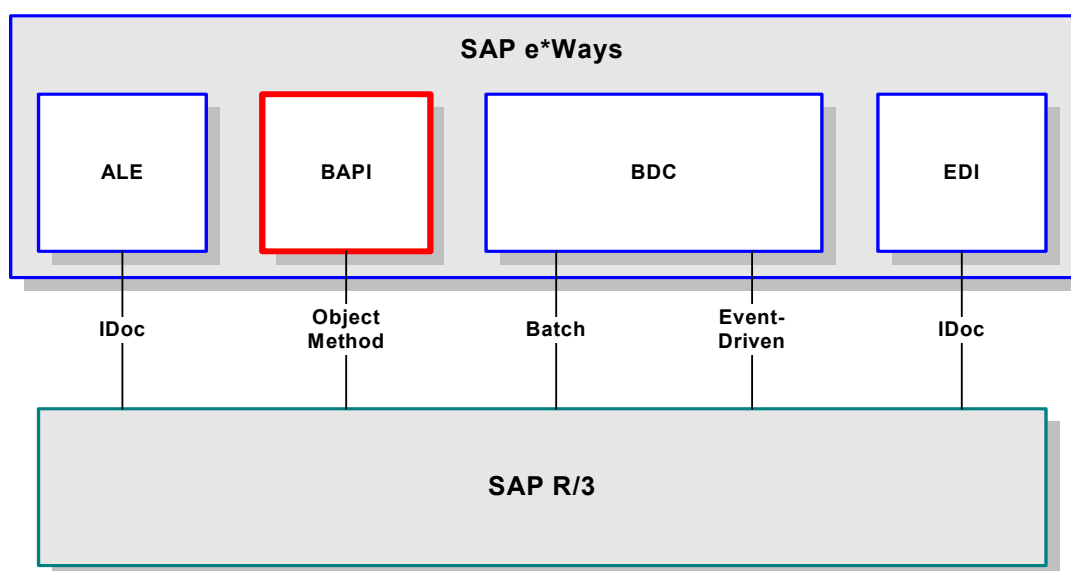 SAP e*Ways
ALE
BAPI
BDC
EDI
IDoc
Object
Method
Batch
Event-
Driven
IDoc
SAP R/3